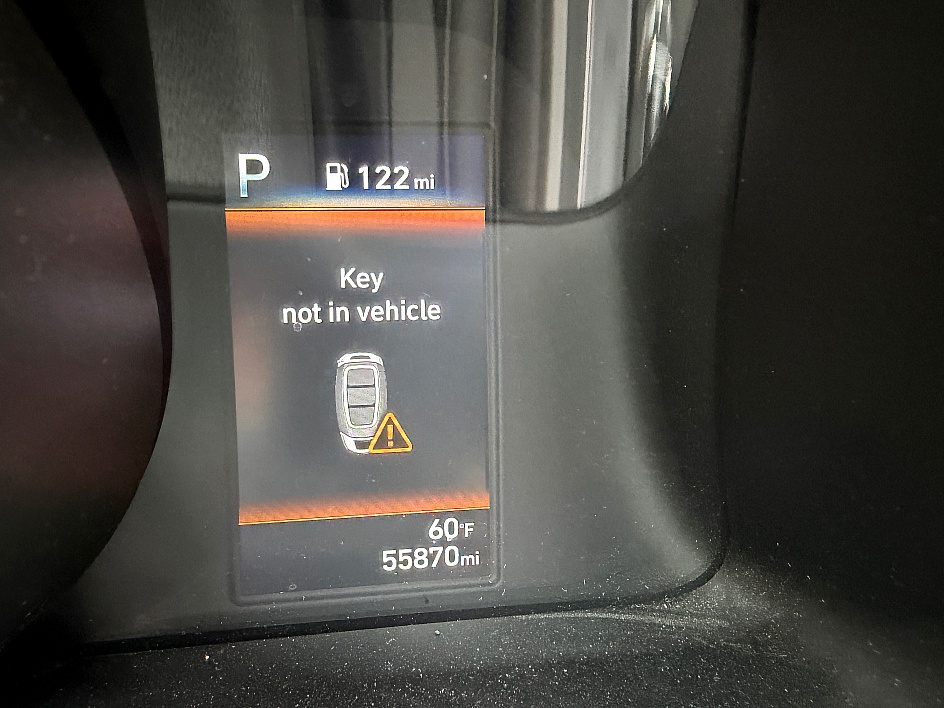 P 122 mi
Key
not in vehicle
60°F
55870mi